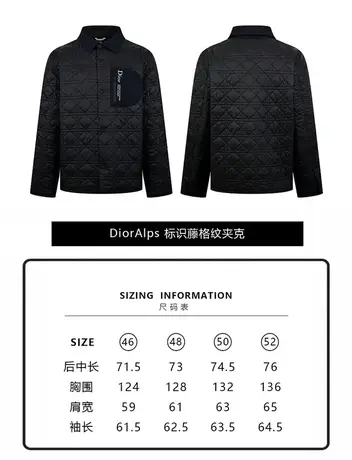 Dior
DiorAlps 标识藤格纹夹克
SIZING INFORMATION
尺码表
SIZE 46 48 50 52
后中长 71.5 73 74.5 76
胸围 124 128 132 136
肩宽 59 61 63 65
袖长 61.5 62.5 63.5 64.5